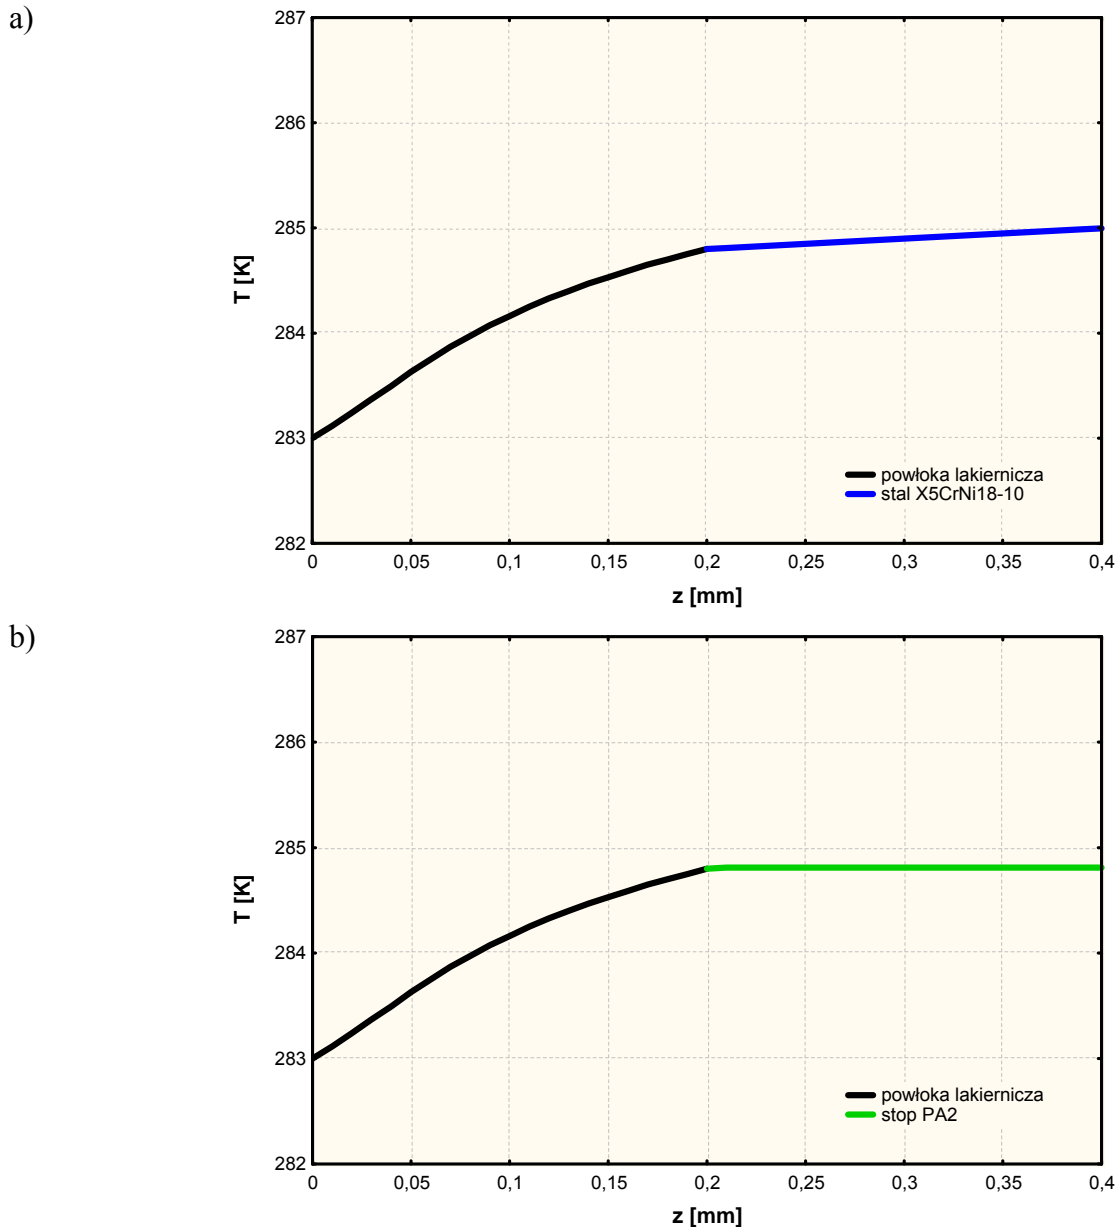 a)
287
286
285
284
283
282
T [K]
0 0,05 0,1 0,15 0,2 0,25 0,3 0,35 0,4
z [mm]
powłoka lakiernicza
stal X5CrNi18-10
b)
287
286
285
284
283
282
T [K]
0 0,05 0,1 0,15 0,2 0,25 0,3 0,35 0,4
z [mm]
powłoka lakiernicza
stop PA2